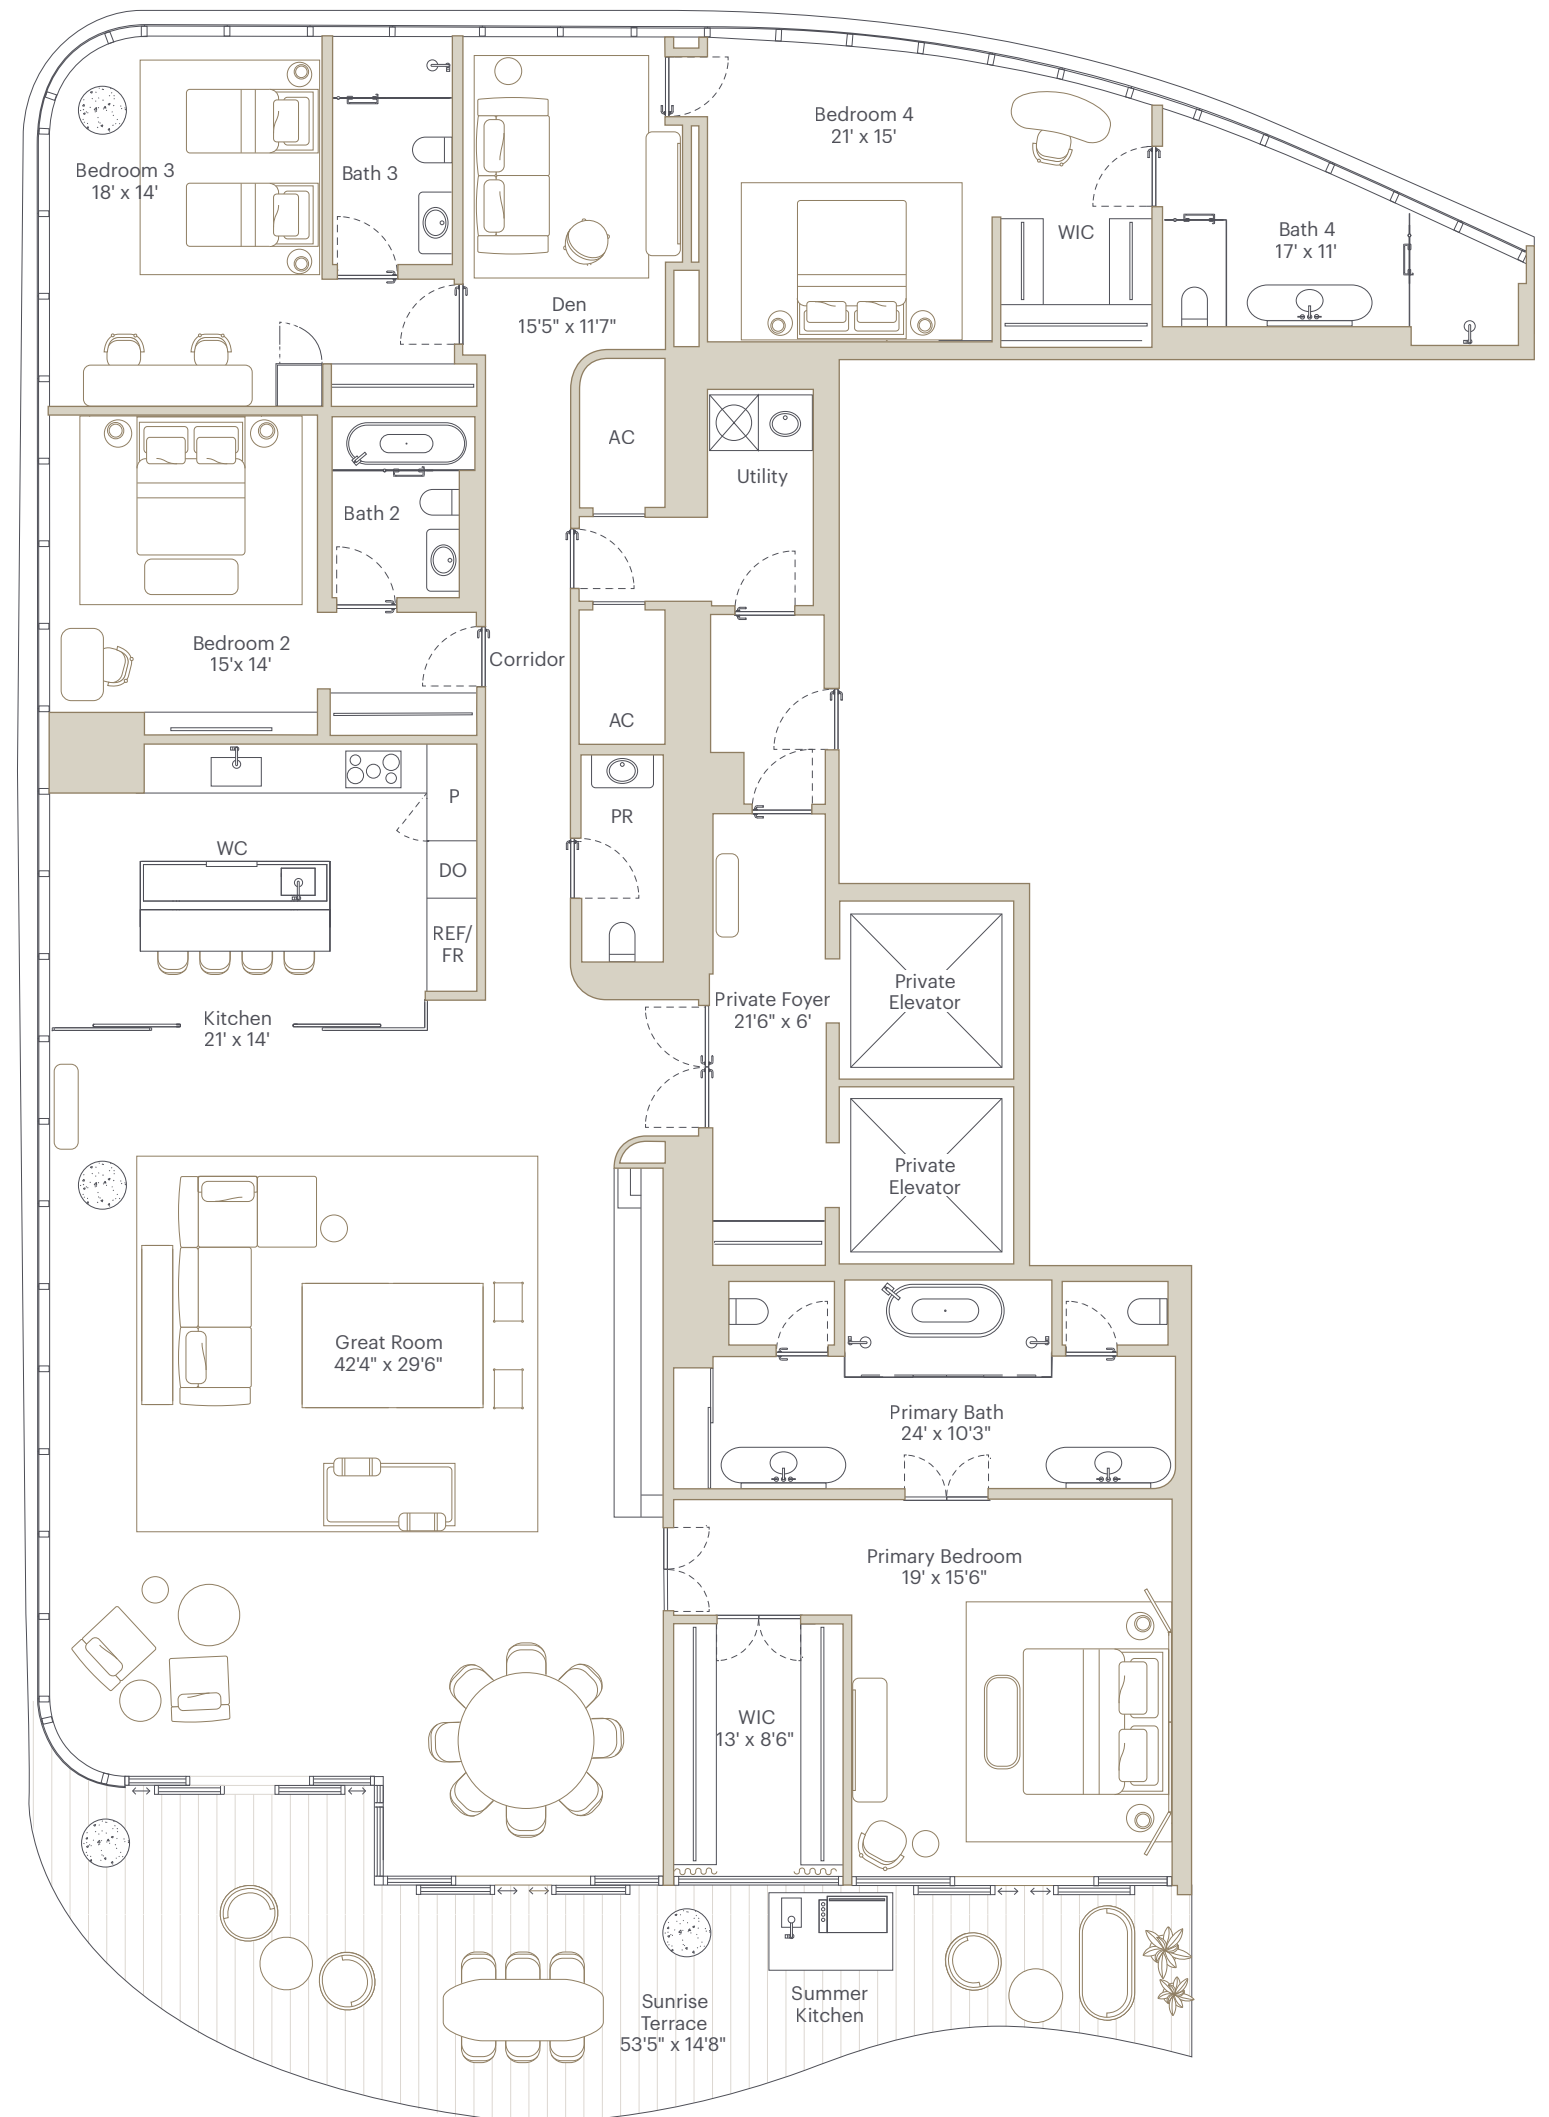 Bedroom 3
18' x 14'
Bath 3
Den
15'5" x 11'7"
Bedroom 4
21' x 15'
WIC
Bath 4
17' x 11'
AC
Utility
Bath 2
Bedroom 2
15'x 14'
Corridor
AC
P
PR
WC
DO
REF/
FR
Kitchen
21' x 14'
Private Foyer
21'6" x 6'
Private
Elevator
Private
Elevator
Great Room
42'4" x 29'6"
Primary Bath
24' x 10'3"
Primary Bedroom
19' x 15'6"
WIC
13' x 8'6"
Sunrise
Terrace
53'5" x 14'8"
Summer
Kitchen